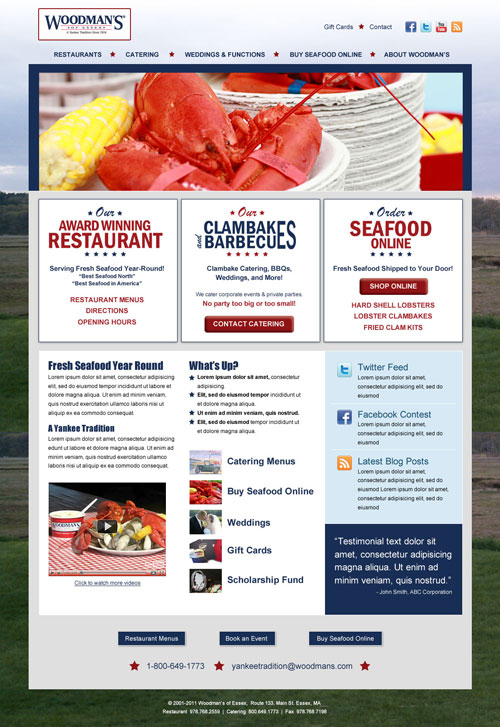 WOODMAN'S®
OF ESSEX
A Yankee Tradition Since 1914
Gift Cards ★ Contact
RESTAURANTS ★ CATERING ★ WEDDINGS & FUNCTIONS ★ BUY SEAFOOD ONLINE ★ ABOUT WOODMAN'S
Our
AWARD WINNING
RESTAURANT
Serving Fresh Seafood Year-Round!
"Best Seafood North"
"Best Seafood in America"
RESTAURANT MENUS
DIRECTIONS
OPENING HOURS
Our
CLAMBAKES
and BARBECUES
Clambake Catering, BBQs,
Weddings, and More!
We cater corporate events & private parties.
No party too big or too small!
CONTACT CATERING
Order
SEAFOOD
ONLINE
Fresh Seafood Shipped to Your Door!
SHOP ONLINE
HARD SHELL LOBSTERS
LOBSTER CLAMBAKES
FRIED CLAM KITS
Fresh Seafood Year Round
Lorem ipsum dolor sit amet, consectetur adipisicing
elit, sed do eiusmod tempor incididunt ut labore et
dolore magna aliqua. Ut enim ad minim veniam,
quis nostrud exercitation ullamco laboris nisi ut
aliquip ex ea commodo consequat.
A Yankee Tradition
Lorem ipsum dolor sit amet, consectetur adipisicing
edunt ut labore et dolore magna aliqua. Ut enim ad
minim veniam, quis nostrud exercitation ullamco
laboris nisi ut aliquip ex ea commodo consequat.
WOODMAN'S
Click to watch more videos
What's Up?
Lorem ipsum dolor sit amet, consectetur
adipisicing.
Elit, sed do eiusmod tempor incididunt ut
et dolore magna aliqua.
Ut enim ad minim veniam, quis nostrud.
Elit, sed do eiusmod tempor incididunt ut
et dolore magna aliqua.
Catering Menus
Buy Seafood Online
Weddings
Gift Cards
Scholarship Fund
Twitter Feed
Lorem ipsum dolor sit amet,
consectetur adipisicing elit, sed do
eiusmod
Facebook Contest
Lorem ipsum dolor sit amet,
consectetur adipisicing elit, sed do
eiusmod
Latest Blog Posts
Lorem ipsum dolor sit amet,
consectetur adipisicing elit, sed do
eiusmod
"Testimonial text dolor sit
amet, consectetur adipisicing
magna aliqua. Ut enim ad
minim veniam, quis nostrud."
- John Smith, ABC Corporation
Restaurant Menus
Book an Event
Buy Seafood Online
★ 1-800-649-1773 ★ yankeetradition@woodmans.com ★
© 2001-2011 Woodman's of Essex, Route 133, Main St. Essex, MA
Restaurant 978.768.2559 | Catering 800.649.1773 | Fax 978.768.7198